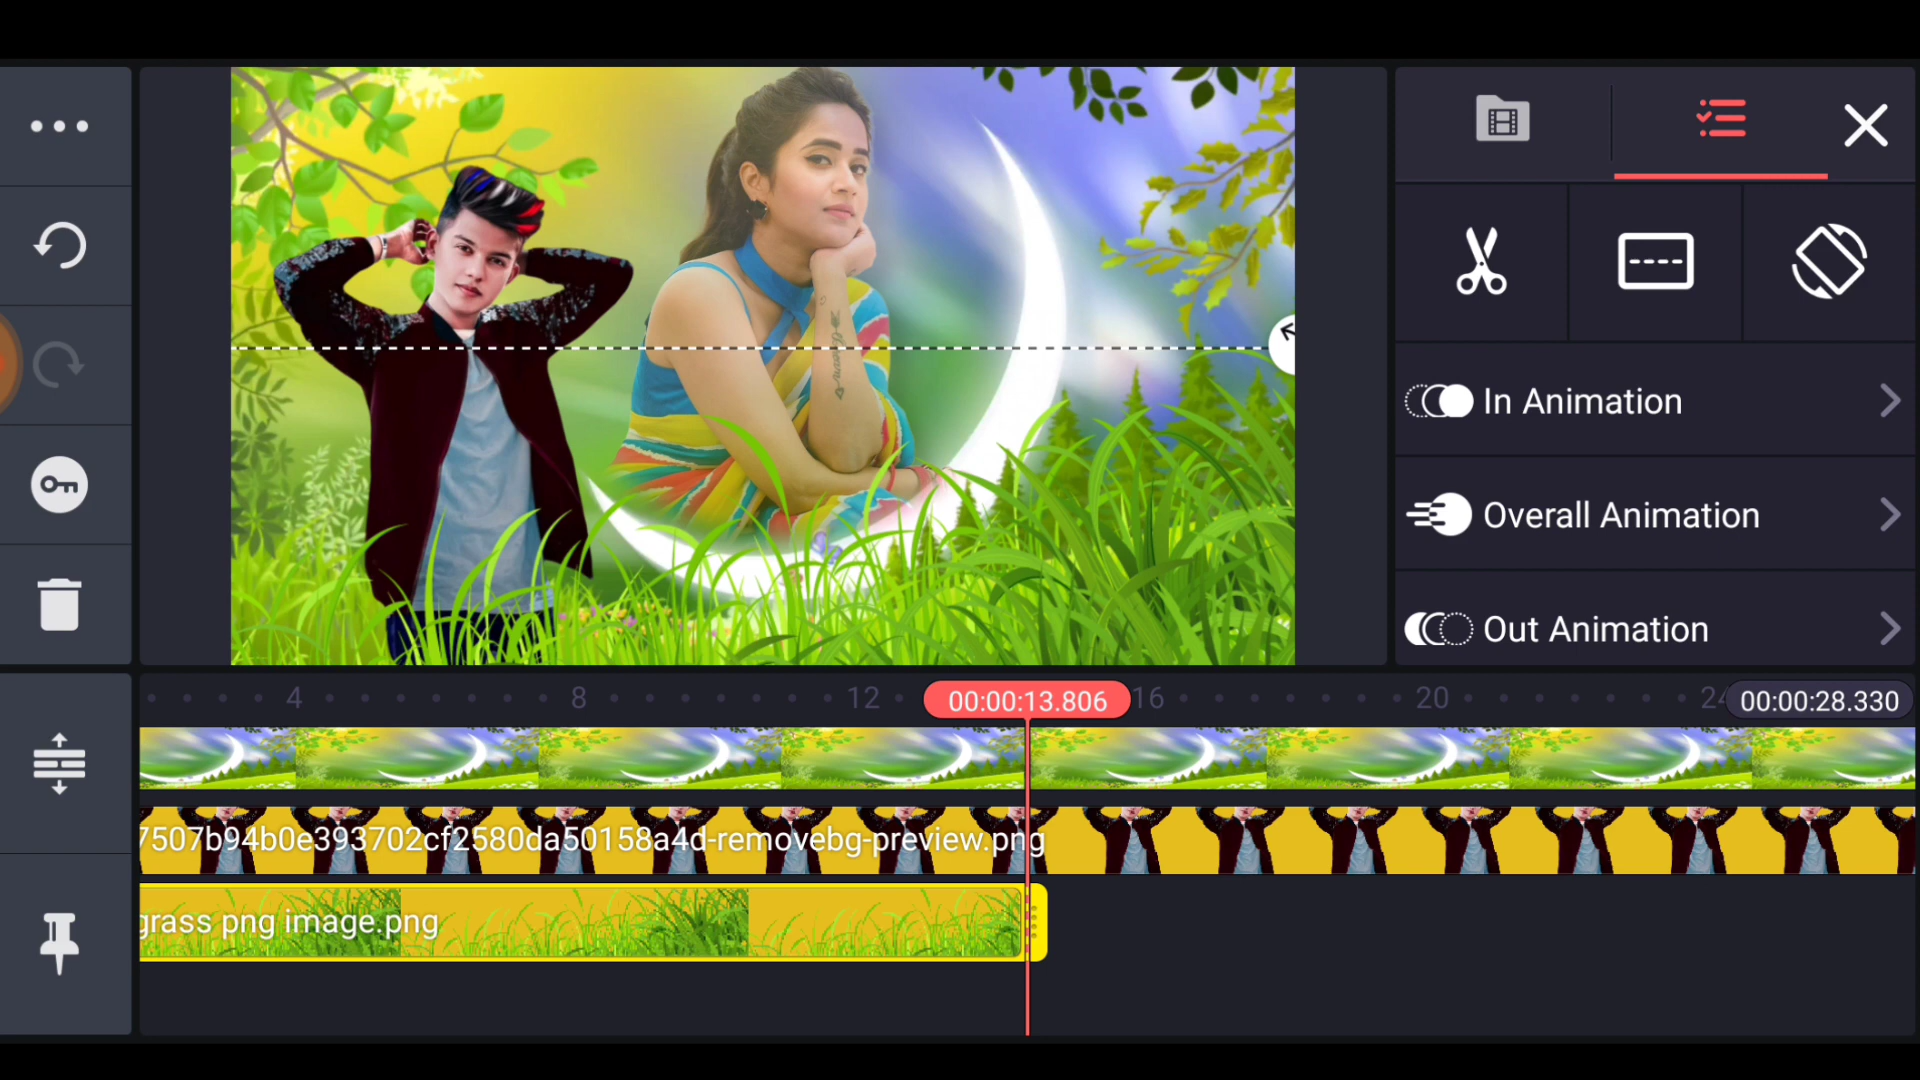 In Animation
Overall Animation
Out Animation
4
8
12
00:00:13.806
16
20
00:00:28.330
7507b94b0e393702cf2580da50158a4d-removebg-preview.png
grass png image.png